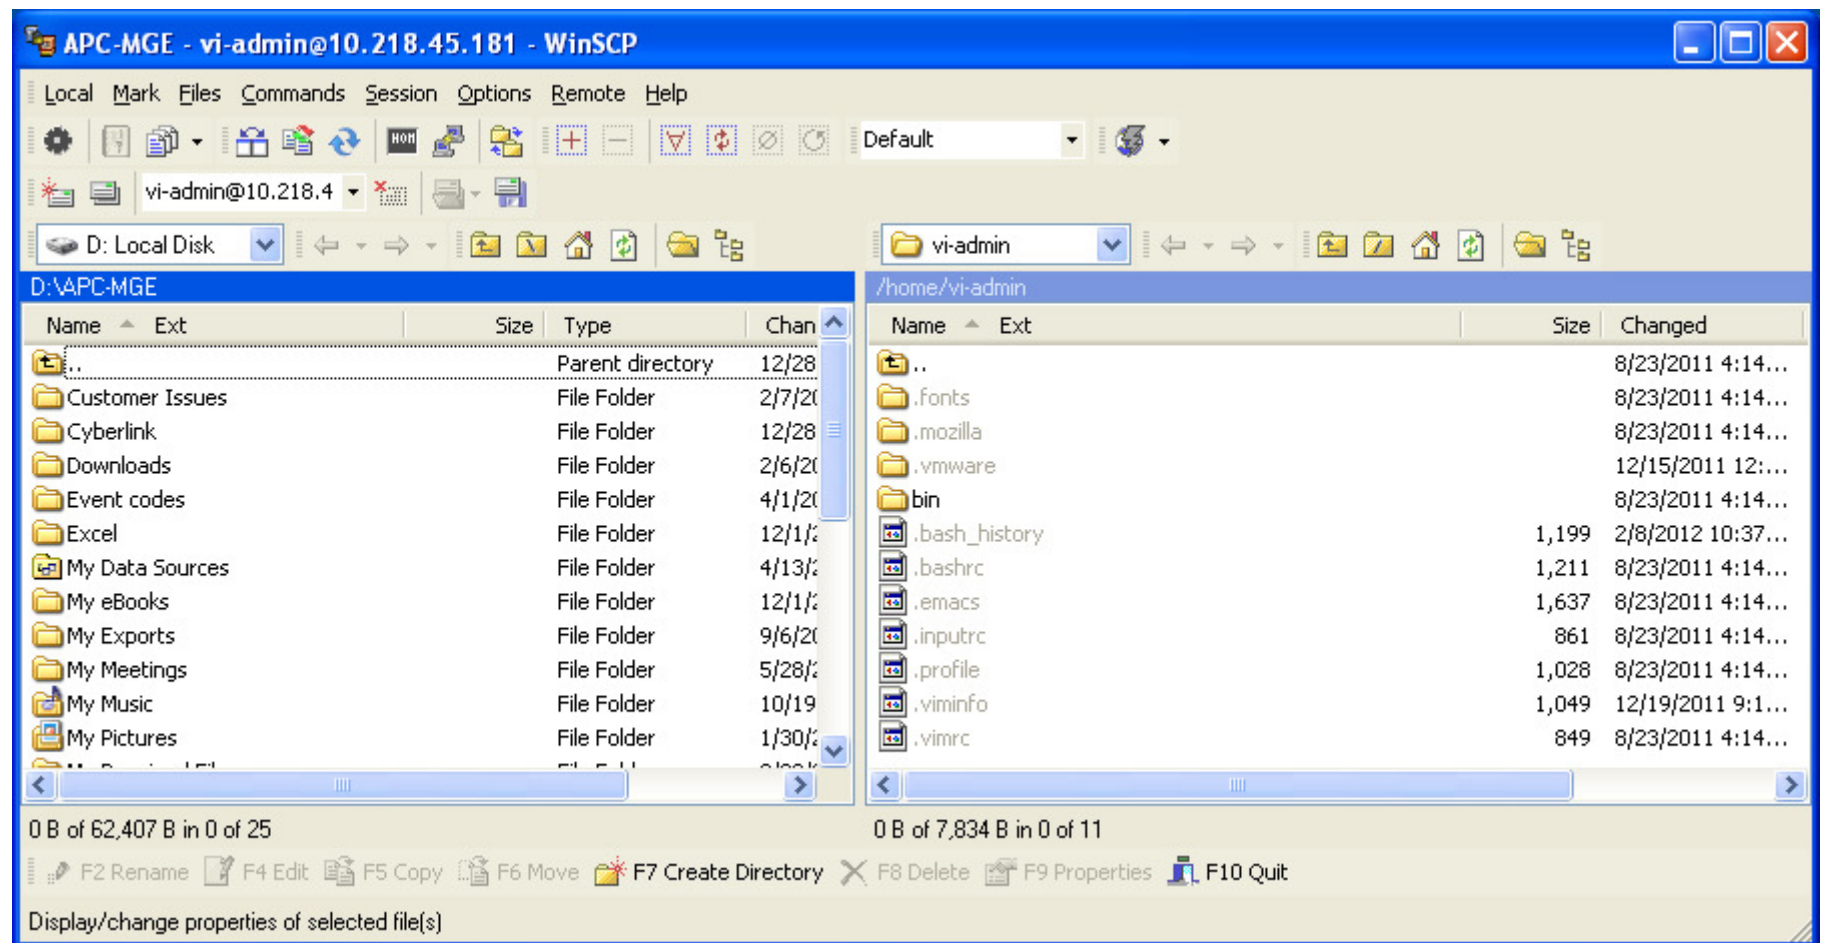 APC-MGE - vi-admin@10.218.45.181 - WinSCP
Local Mark Files Commands Session Options Remote Help
Default
vi-admin@10.218.4
D: Local Disk
vi-admin
D:\APC-MGE
/home/vi-admin
Name Ext Size Type Chan
Name Ext Size Changed
.. Parent directory 12/28
Customer Issues File Folder 2/7/20
Cyberlink File Folder 12/28
Downloads File Folder 2/6/20
Event codes File Folder 4/1/20
Excel File Folder 12/1/2
My Data Sources File Folder 4/13/2
My eBooks File Folder 12/1/2
My Exports File Folder 9/6/20
My Meetings File Folder 5/28/2
My Music File Folder 10/19
My Pictures File Folder 1/30/2
.. 8/23/2011 4:14...
.fonts 8/23/2011 4:14...
.mozilla 8/23/2011 4:14...
.vmware 12/15/2011 12:...
bin 8/23/2011 4:14...
.bash_history 1,199 2/8/2012 10:37...
.bashrc 1,211 8/23/2011 4:14...
.emacs 1,637 8/23/2011 4:14...
.inputrc 861 8/23/2011 4:14...
.profile 1,028 8/23/2011 4:14...
.viminfo 1,049 12/19/2011 9:1...
.vimrc 849 8/23/2011 4:14...
0 B of 62,407 B in 0 of 25
0 B of 7,834 B in 0 of 11
F2 Rename F4 Edit F5 Copy F6 Move F7 Create Directory F8 Delete F9 Properties F10 Quit
Display/change properties of selected file(s)